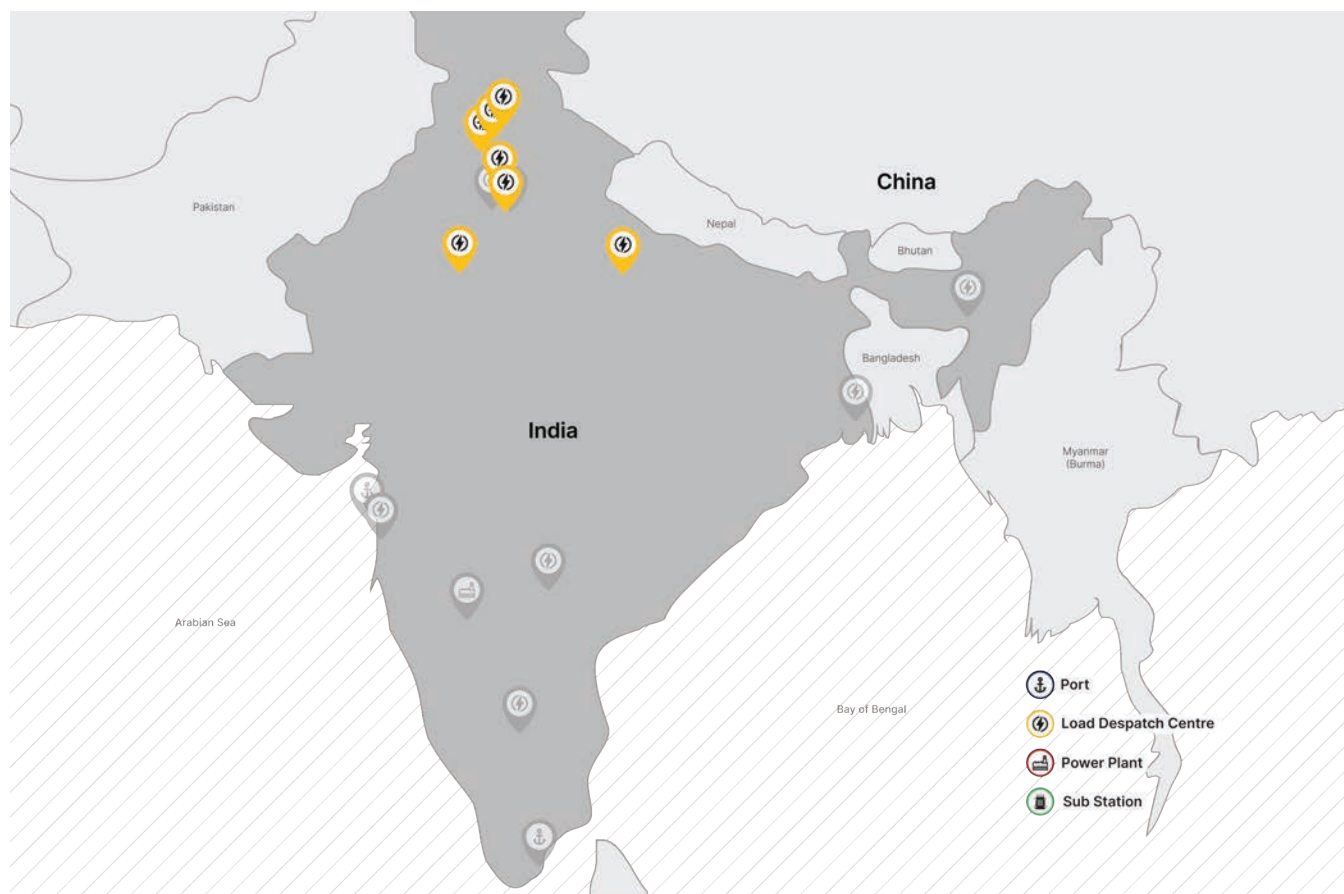 China
Pakistan
Nepal
Bhutan
Bangladesh
India
Myanmar
(Burma)
Arabian Sea
Bay of Bengal
Port
Load Despatch Centre
Power Plant
Sub Station